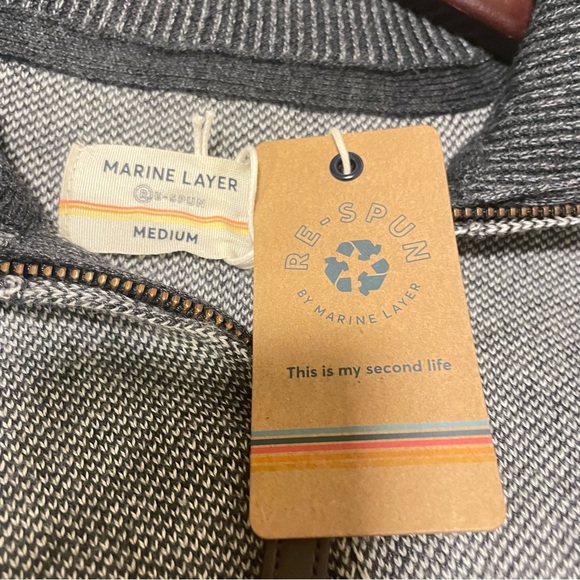 MARINE LAYER
RE-SPUN
MEDIUM
RE-SPUN
BY MARINE LAYER
This is my second life